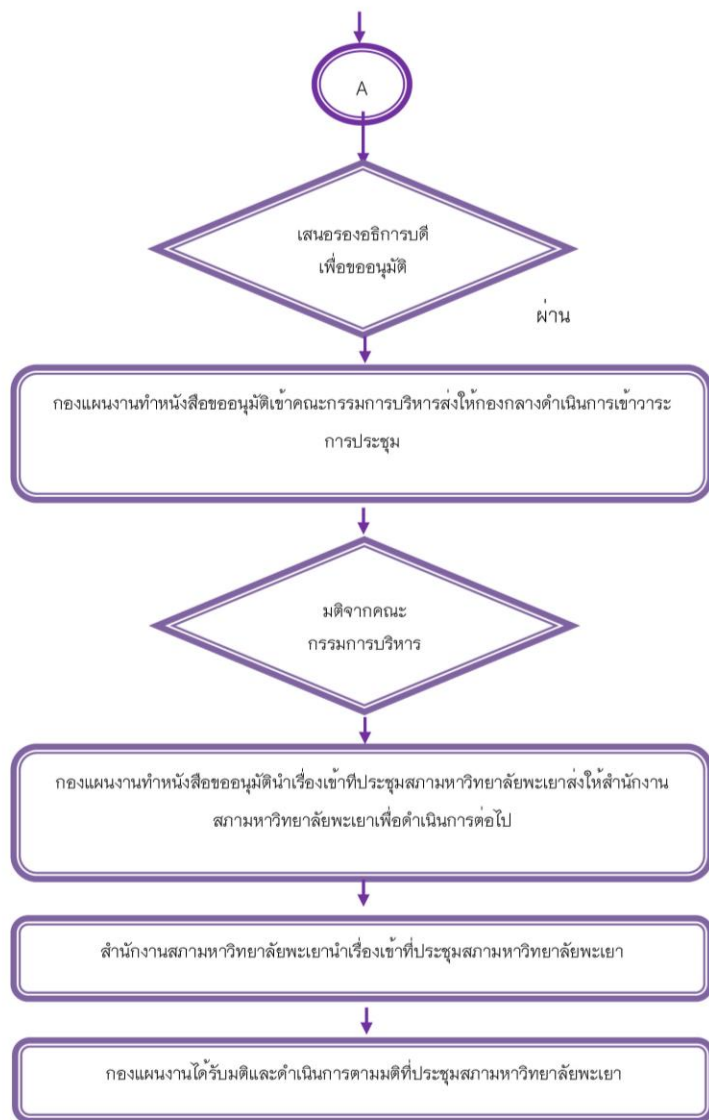 A
เสนอรองอธิการบดี
เพื่อขออนุมัติ
ผ่าน
กองแผนงานทำหนังสือขออนุมัติเข้าคณะกรรมการบริหารส่งให้กองกลางดำเนินการเข้าวาระ
การประชุม
มติจากคณะ
กรรมการบริหาร
กองแผนงานทำหนังสือขออนุมัตินำเรื่องเข้าที่ประชุมสภามหาวิทยาลัยพะเยาส่งให้สำนักงาน
สภามหาวิทยาลัยพะเยาเพื่อดำเนินการต่อไป
สำนักงานสภามหาวิทยาลัยพะเยานำเรื่องเข้าที่ประชุมสภามหาวิทยาลัยพะเยา
กองแผนงานได้รับมติและดำเนินการตามมติที่ประชุมสภามหาวิทยาลัยพะเยา